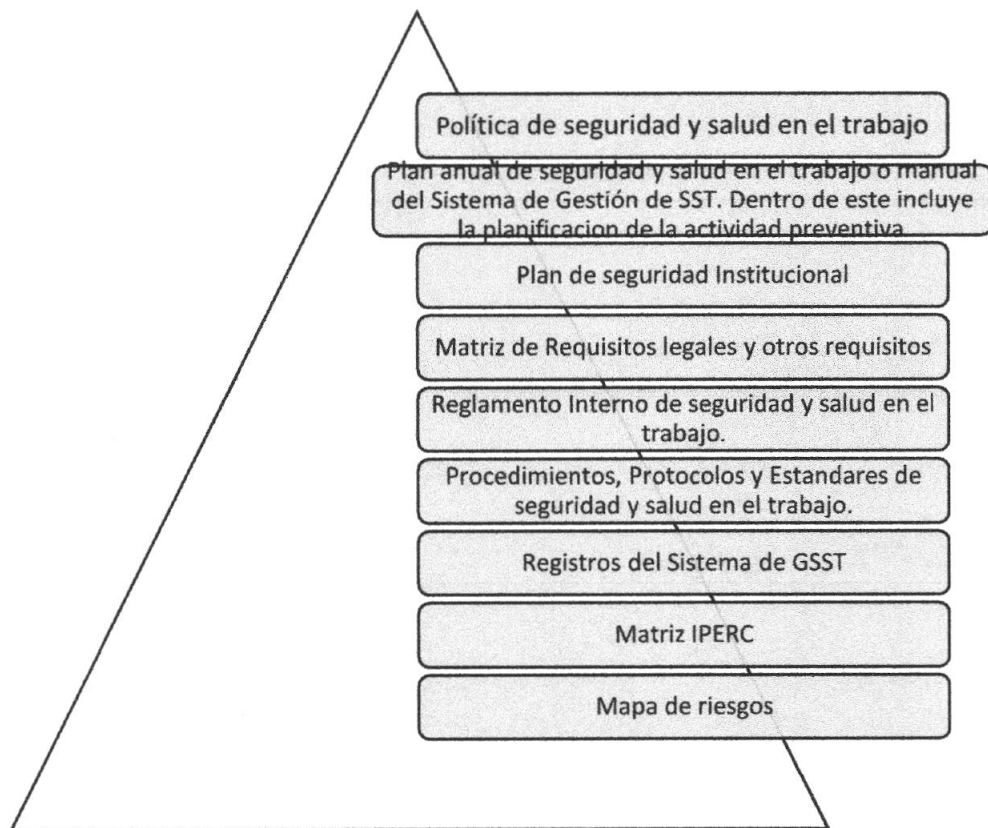 Política de seguridad y salud en el trabajo
Plan anual de seguridad y salud en el trabajo o manual
del Sistema de Gestión de SST. Dentro de este incluye
la planificacion de la actividad preventiva.
Plan de seguridad Institucional
Matriz de Requisitos legales y otros requisitos
Reglamento Interno de seguridad y salud en el
trabajo.
Procedimientos, Protocolos y Estandares de
seguridad y salud en el trabajo.
Registros del Sistema de GSST
Matriz IPERC
Mapa de riesgos